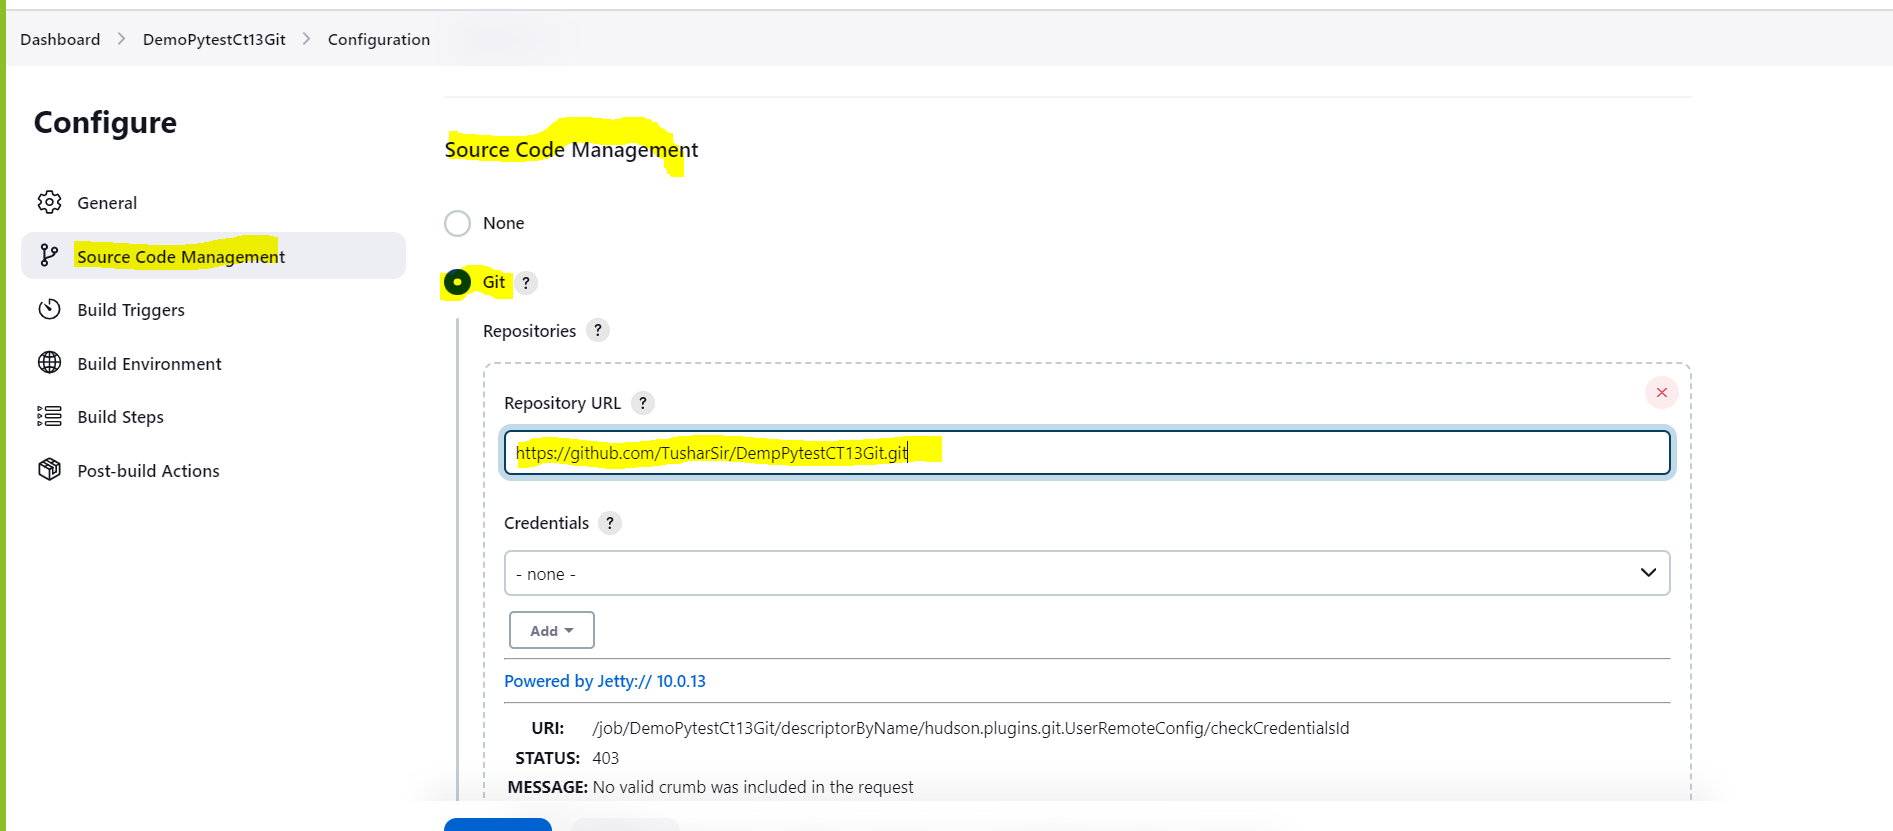 Dashboard > DemoPytestCt13Git > Configuration
Configure
General
Source Code Management
Build Triggers
Build Environment
Build Steps
Post-build Actions
Source Code Management
None
Git ?
Repositories ?
Repository URL ?
https://github.com/TusharSir/DempPytestCT13Git.git
Credentials ?
- none -
Add
Powered by Jetty:// 10.0.13
URI: /job/DemoPytestCt13Git/descriptorByName/hudson.plugins.git.UserRemoteConfig/checkCredentialsId
STATUS: 403
MESSAGE: No valid crumb was included in the request